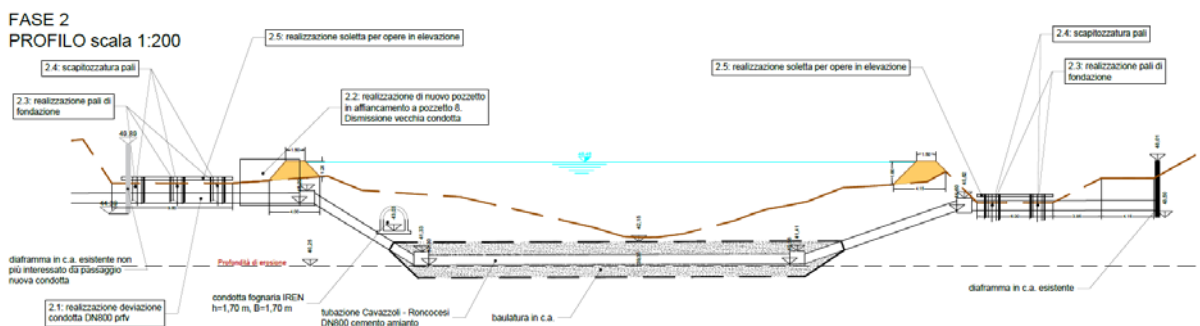 FASE 2
PROFILO scala 1:200
2.5: realizzazione soletta per opere in elevazione
2.4: scapitozzatura pali
2.3: realizzazione pali di
fondazione
2.2: realizzazione di nuovo pozzetto
in affiancamento a pozzetto 8.
Dismissione vecchia condotta
2.4: scapitozzatura pali
2.5: realizzazione soletta per opere in elevazione
2.3: realizzazione pali di
fondazione
diaframma in c.a. esistente non
più interessato da passaggio
nuova condotta
Profondità di erosione
2.1: realizzazione deviazione
condotta DN800 prfv
condotta fognaria IREN
h=1,70 m, B=1,70 m
tubazione Cavazzoli - Roncocesi
DN800 cemento amianto
baulatura in c.a.
diaframma in c.a. esistente